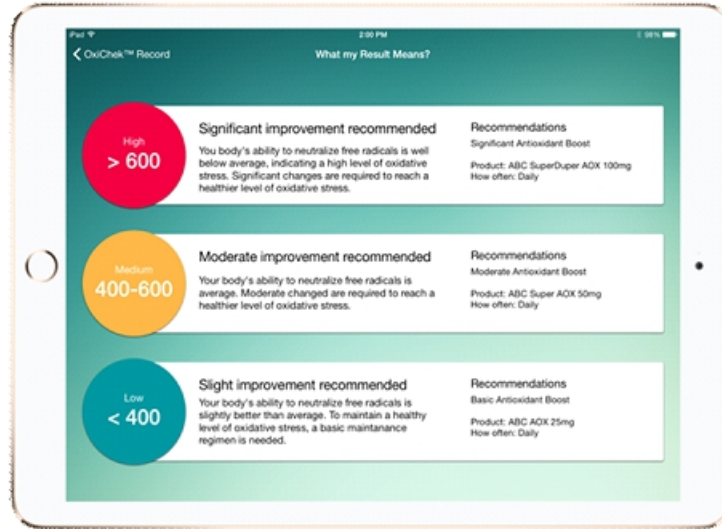 iPad 2:00 PM 98%
OxiChek™ Record What my Result Means?
High
> 600
Significant improvement recommended
You body's ability to neutralize free radicals is well
below average, indicating a high level of oxidative
stress. Significant changes are required to reach a
healthier level of oxidative stress.
Recommendations
Significant Antioxidant Boost
Product: ABC SuperDuper AOX 100mg
How often: Daily
Medium
400-600
Moderate improvement recommended
Your body's ability to neutralize free radicals is
average. Moderate changed are required to reach a
healthier level of oxidative stress.
Recommendations
Moderate Antioxidant Boost
Product: ABC Super AOX 50mg
How often: Daily
Low
< 400
Slight improvement recommended
Your body's ability to neutralize free radicals is
slightly better than average. To maintain a healthy
level of oxidative stress, a basic maintanance
regimen is needed.
Recommendations
Basic Antioxidant Boost
Product: ABC AOX 25mg
How often: Daily